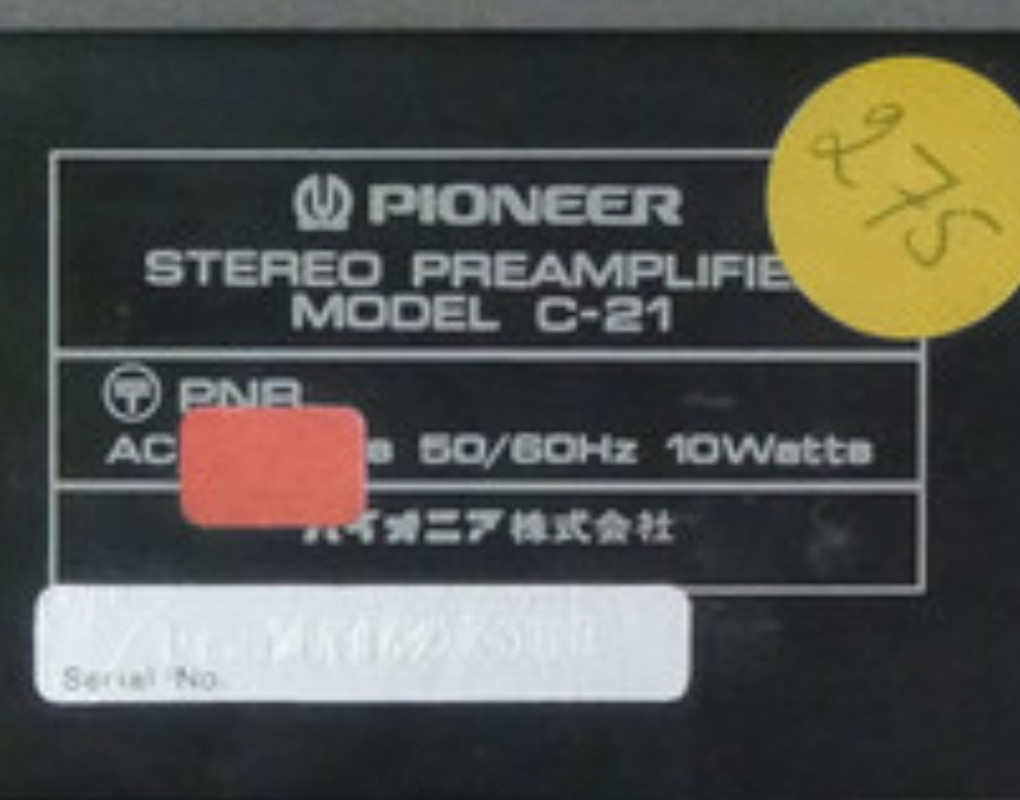 PIONEER
275
STEREO PREAMPLIFIE
MODEL C-21
PNB
AC 50/60Hz 10Watts
パイオニア株式会社
Serial No.